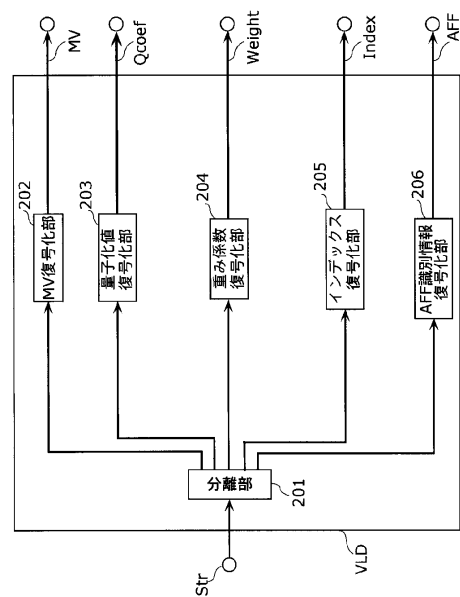 Str
VLD
分離部
201
202
MV復号化部
MV
203
量子化値
復号化部
Qcoef
204
重み係数
復号化部
Weight
205
インデックス
復号化部
Index
206
AFF識別情報
復号化部
AFF